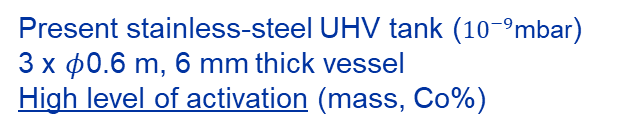 Present stainless-steel UHV tank (10⁻⁹mbar)
3 x ϕ0.6 m, 6 mm thick vessel
High level of activation (mass, Co%)